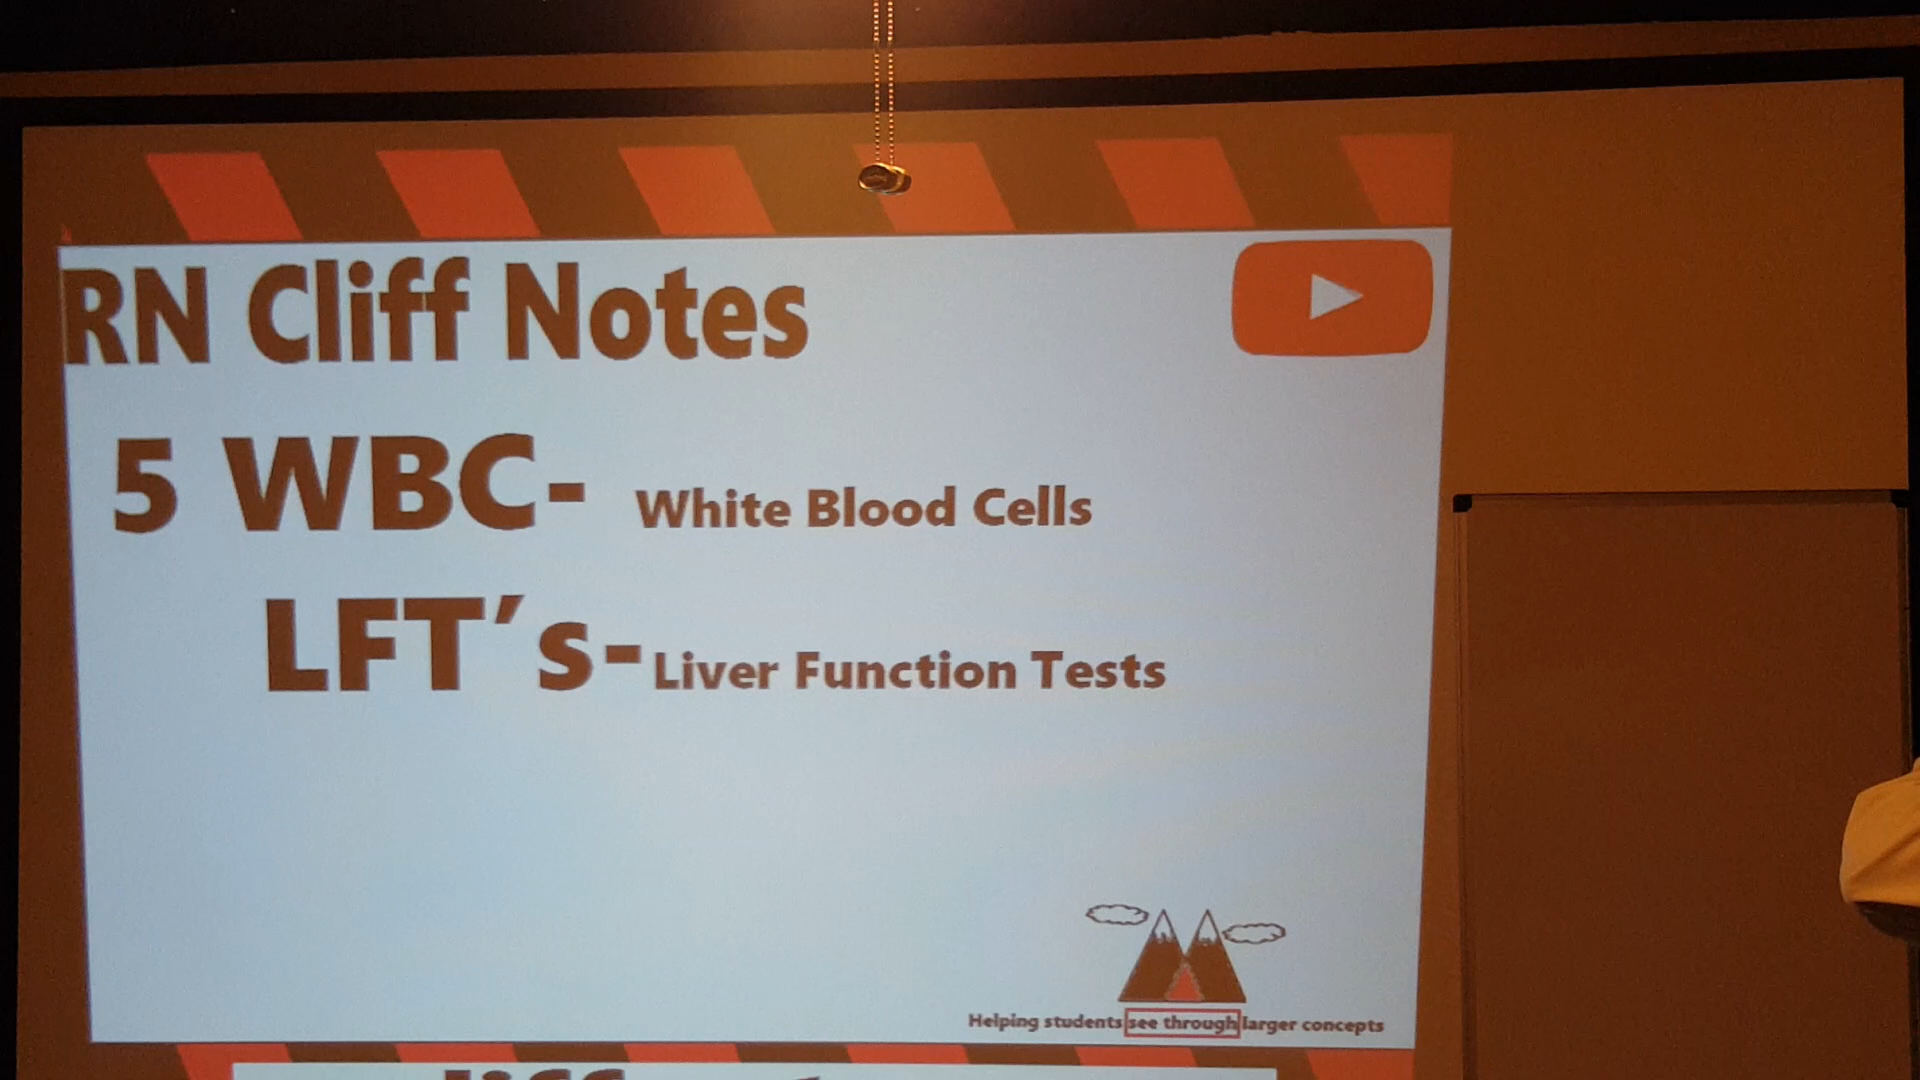 RN Cliff Notes
5 WBC- White Blood Cells
LFT's-Liver Function Tests
Helping students see through larger concepts